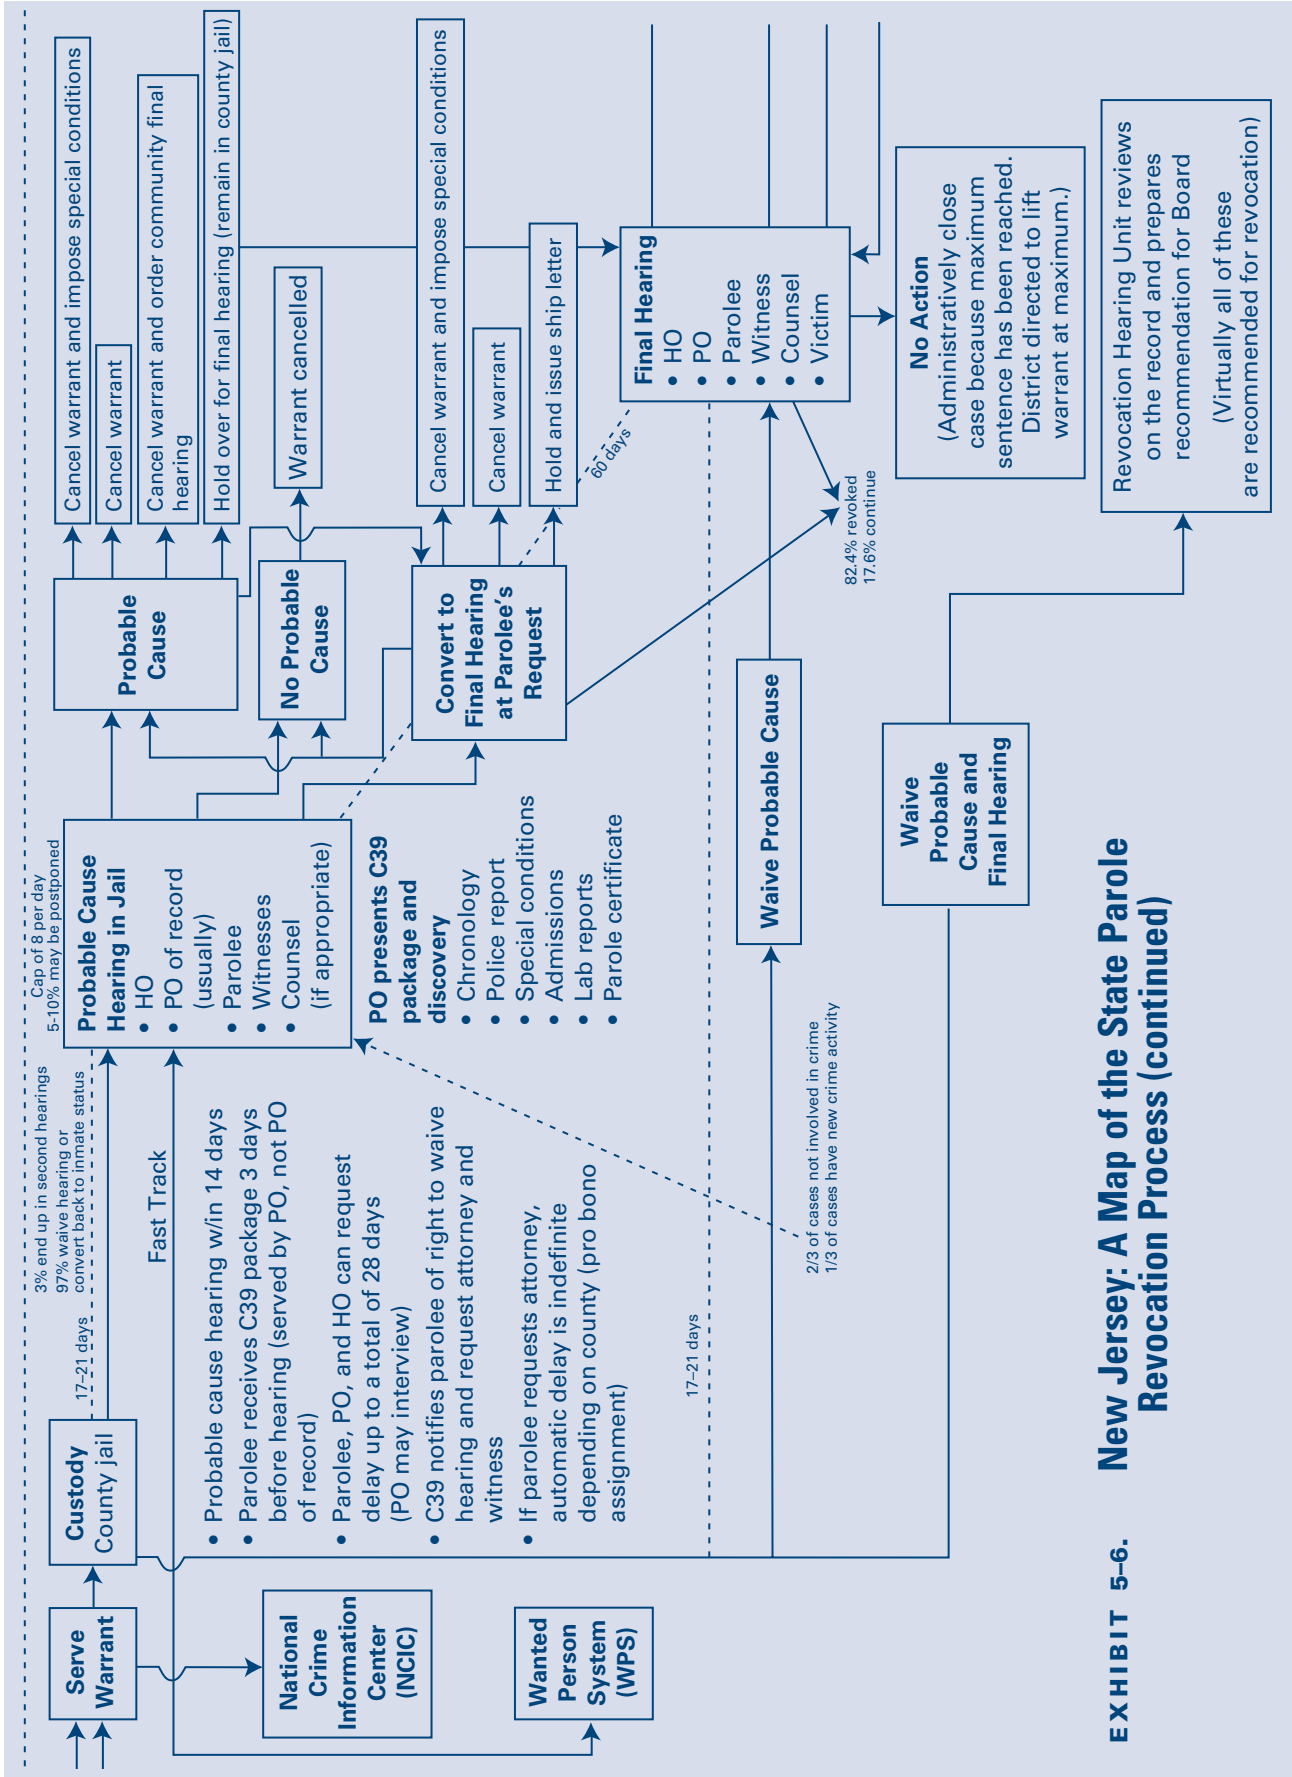 Serve
Warrant
Custody
County jail
17–21 days
3% end up in second hearings
97% waive hearing or
convert back to inmate status
Fast Track
National
Crime
Information
Center
(NCIC)
Wanted
Person
System
(WPS)
• Probable cause hearing w/in 14 days
• Parolee receives C39 package 3 days
before hearing (served by PO, not PO
of record)
• Parolee, PO, and HO can request
delay up to a total of 28 days
(PO may interview)
• C39 notifies parolee of right to waive
hearing and request attorney and
witness
• If parolee requests attorney,
automatic delay is indefinite
depending on county (pro bono
assignment)
Cap of 8 per day
5-10% may be postponed
Probable Cause
Hearing in Jail
• HO
• PO of record
(usually)
• Parolee
• Witnesses
• Counsel
(if appropriate)
PO presents C39
package and
discovery
• Chronology
• Police report
• Special conditions
• Admissions
• Lab reports
• Parole certificate
17–21 days
2/3 of cases not involved in crime
1/3 of cases have new crime activity
Probable
Cause
No Probable
Cause
Convert to
Final Hearing
at Parolee's
Request
Waive Probable Cause
Waive
Probable
Cause and
Final Hearing
Cancel warrant and impose special conditions
Cancel warrant
Cancel warrant and order community final
hearing
Hold over for final hearing (remain in county jail)
Warrant cancelled
Cancel warrant and impose special conditions
Cancel warrant
Hold and issue ship letter
60 days
Final Hearing
• HO
• PO
• Parolee
• Witness
• Counsel
• Victim
82.4% revoked
17.6% continue
No Action
(Administratively close
case because maximum
sentence has been reached.
District directed to lift
warrant at maximum.)
Revocation Hearing Unit reviews
on the record and prepares
recommendation for Board
(Virtually all of these
are recommended for revocation)
EXHIBIT 5–6. New Jersey: A Map of the State Parole
Revocation Process (continued)